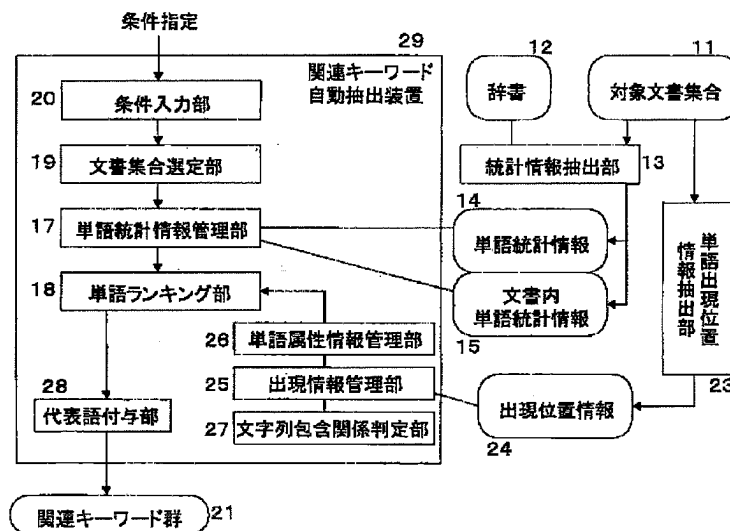 条件指定
29
12
11
関連キーワード
自動抽出装置
辞書
対象文書集合
20
条件入力部
19
文書集合選定部
統計情報抽出部
13
14
17
単語統計情報管理部
単語統計情報
単語出現位置
情報抽出部
18
単語ランキング部
文書内
単語統計情報
15
26
単語属性情報管理部
28
25
出現情報管理部
23
代表語付与部
27
文字列包含関係判定部
出現位置情報
24
関連キーワード群
21